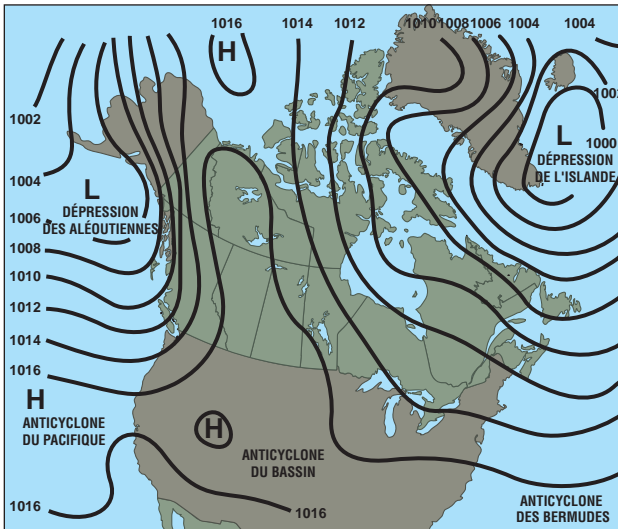 1016
1014
1012
1010
1008
1006
1004
1004
H
1002
1002
L
1000
DÉPRESSION
DE L'ISLANDE
1004
L
DÉPRESSION
DES ALÉOUTIENNES
1006
1008
1010
1012
1014
1016
H
ANTICYCLONE
DU PACIFIQUE
H
ANTICYCLONE
DU BASSIN
1016
1016
ANTICYCLONE
DES BERMUDES